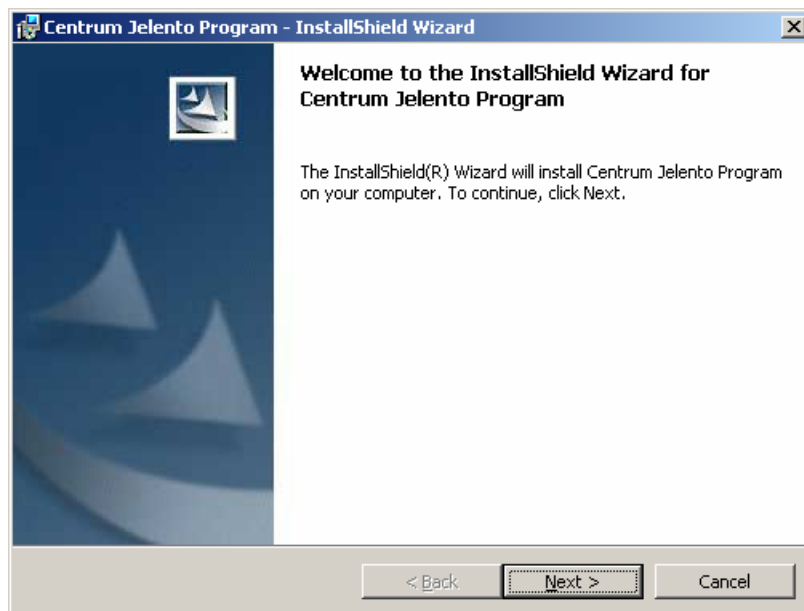 Centrum Jelento Program - InstallShield Wizard
Welcome to the InstallShield Wizard for
Centrum Jelento Program
The InstallShield(R) Wizard will install Centrum Jelento Program
on your computer. To continue, click Next.
< Back
Next >
Cancel